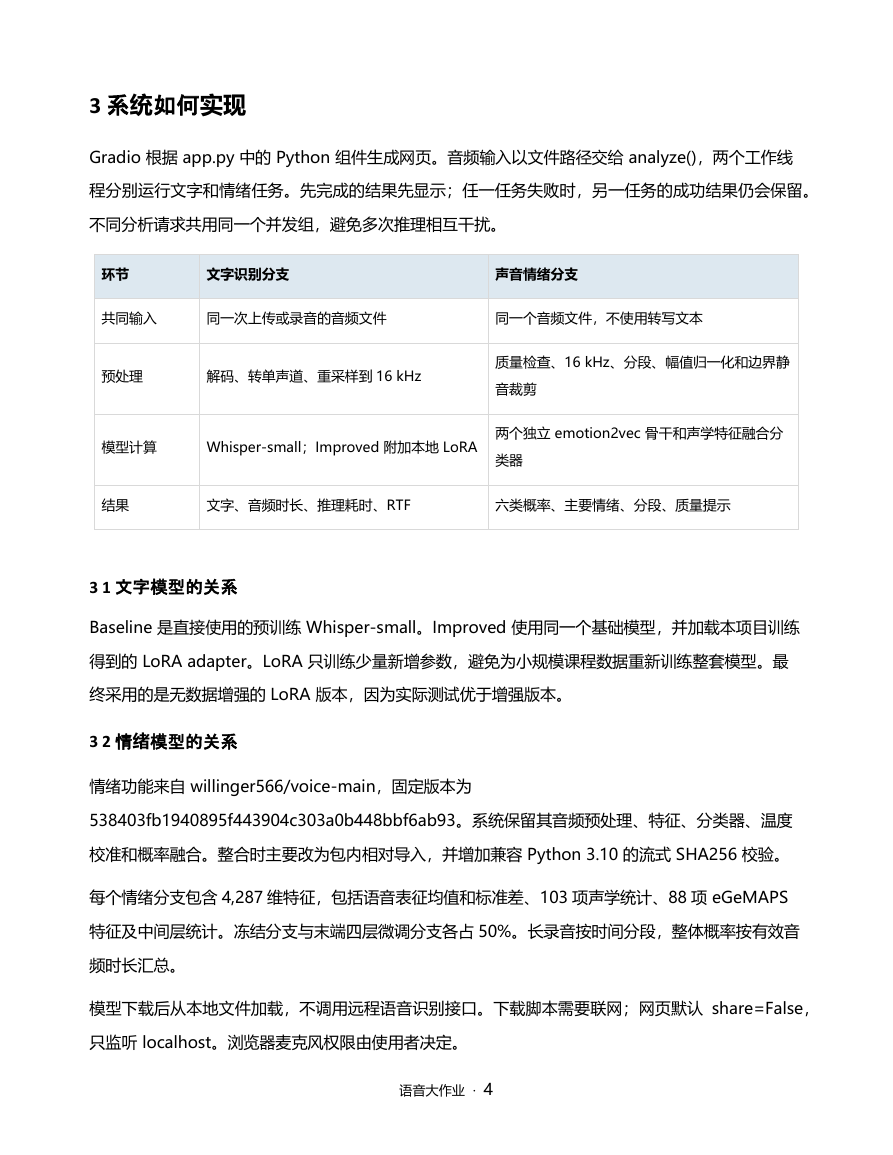 3 系统如何实现
Gradio 根据 app.py 中的 Python 组件生成网页。音频输入以文件路径交给 analyze()，两个工作线
程分别运行文字和情绪任务。先完成的结果先显示；任一任务失败时，另一任务的成功结果仍会保留。
不同分析请求共用同一个并发组，避免多次推理相互干扰。
环节 文字识别分支 声音情绪分支
共同输入 同一次上传或录音的音频文件 同一个音频文件，不使用转写文本
预处理 解码、转单声道、重采样到 16 kHz 质量检查、16 kHz、分段、幅值归一化和边界静
音裁剪
模型计算 Whisper-small；Improved 附加本地 LoRA 两个独立 emotion2vec 骨干和声学特征融合分
类器
结果 文字、音频时长、推理耗时、RTF 六类概率、主要情绪、分段、质量提示
3 1 文字模型的关系
Baseline 是直接使用的预训练 Whisper-small。Improved 使用同一个基础模型，并加载本项目训练
得到的 LoRA adapter。LoRA 只训练少量新增参数，避免为小规模课程数据重新训练整套模型。最
终采用的是无数据增强的 LoRA 版本，因为实际测试优于增强版本。
3 2 情绪模型的关系
情绪功能来自 willinger566/voice-main，固定版本为
538403fb1940895f443904c303a0b448bbf6ab93。系统保留其音频预处理、特征、分类器、温度
校准和概率融合。整合时主要改为包内相对导入，并增加兼容 Python 3.10 的流式 SHA256 校验。
每个情绪分支包含 4,287 维特征，包括语音表征均值和标准差、103 项声学统计、88 项 eGeMAPS
特征及中间层统计。冻结分支与末端四层微调分支各占 50%。长录音按时间分段，整体概率按有效音
频时长汇总。
模型下载后从本地文件加载，不调用远程语音识别接口。下载脚本需要联网；网页默认 share=False，
只监听 localhost。浏览器麦克风权限由使用者决定。
语音大作业 · 4